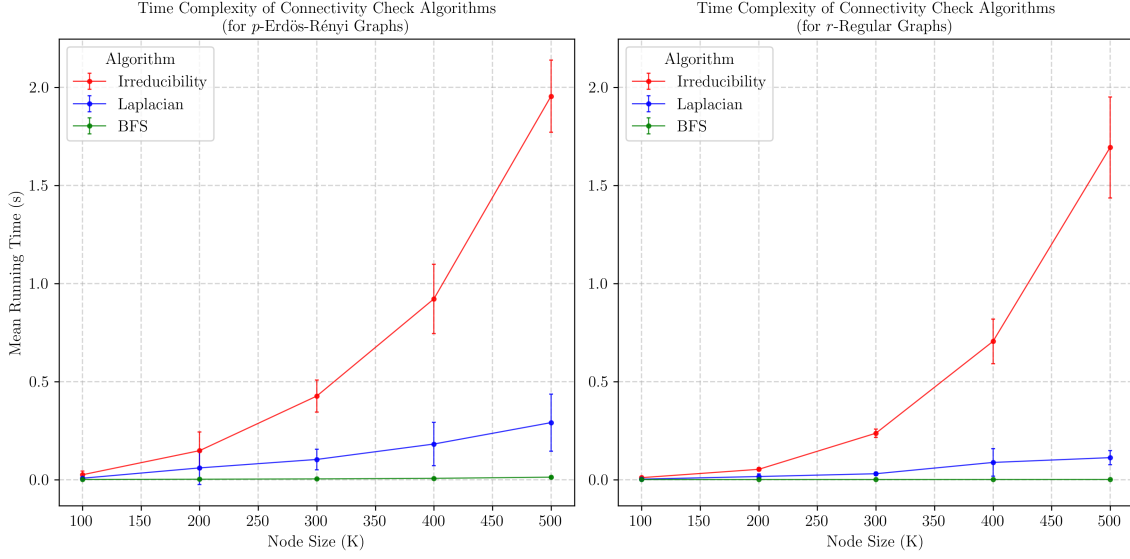 Time Complexity of Connectivity Check Algorithms
(for p-Erdös-Rényi Graphs)
Algorithm
Irreducibility
Laplacian
BFS
2.0
1.5
1.0
0.5
0.0
Mean Running Time (s)
100 150 200 250 300 350 400 450 500
Node Size (K)
Time Complexity of Connectivity Check Algorithms
(for r-Regular Graphs)
Algorithm
Irreducibility
Laplacian
BFS
2.0
1.5
1.0
0.5
0.0
100 150 200 250 300 350 400 450 500
Node Size (K)